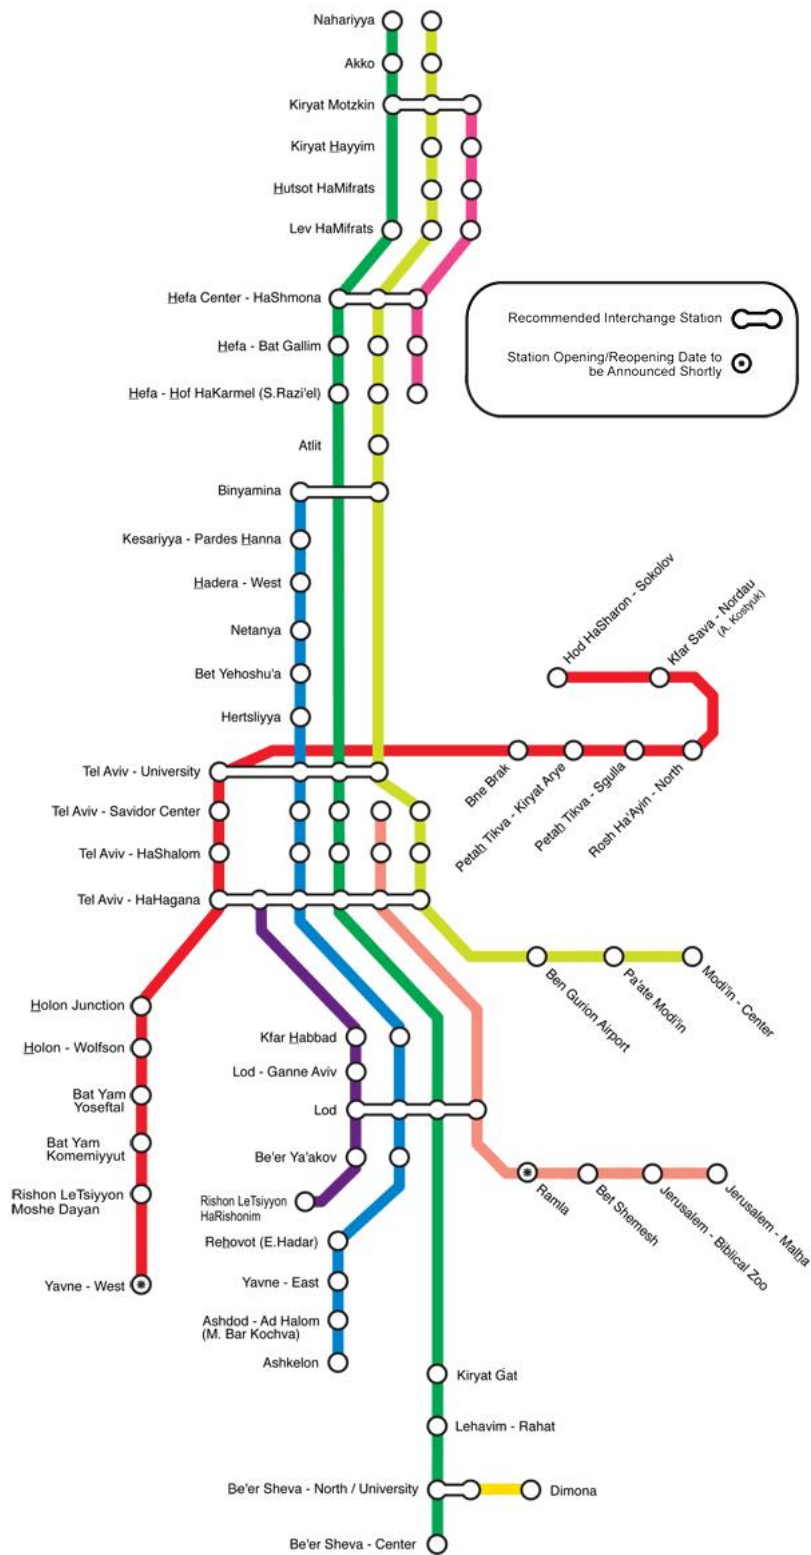 Nahariyya
Akko
Kiryat Motzkin
Kiryat Hayyim
Hutsot HaMifrats
Lev HaMifrats
Hefa Center - HaShmona
Hefa - Bat Gallim
Hefa - Hof HaKarmel (S.Razi'el)
Atlit
Binyamina
Kesariyya - Pardes Hanna
Hadera - West
Netanya
Bet Yehoshu'a
Hertsliyya
Tel Aviv - University
Tel Aviv - Savidor Center
Tel Aviv - HaShalom
Tel Aviv - HaHagana
Recommended Interchange Station
Station Opening/Reopening Date to
be Announced Shortly
Hod HaSharon - Sokolov
Kfar Sava - Nordau
(A. Kostyuk)
Bne Brak
Petah Tikva - Kiryat Arye
Petah Tikva - Sgulla
Rosh Ha'Ayin - North
Ben Gurion Airport
Pa'ate Modi'in
Modi'in - Center
Holon Junction
Holon - Wolfson
Bat Yam
Yoseftal
Bat Yam
Komemiyyut
Rishon LeTsiyyon
Moshe Dayan
Yavne - West
Kfar Habbad
Lod - Ganne Aviv
Lod
Be'er Ya'akov
Rishon LeTsiyyon
HaRishonim
Rehovot (E.Hadar)
Yavne - East
Ashdod - Ad Halom
(M. Bar Kochva)
Ashkelon
Ramla
Bet Shemesh
Jerusalem - Biblical Zoo
Jerusalem - Malha
Kiryat Gat
Lehavim - Rahat
Be'er Sheva - North / University
Dimona
Be'er Sheva - Center